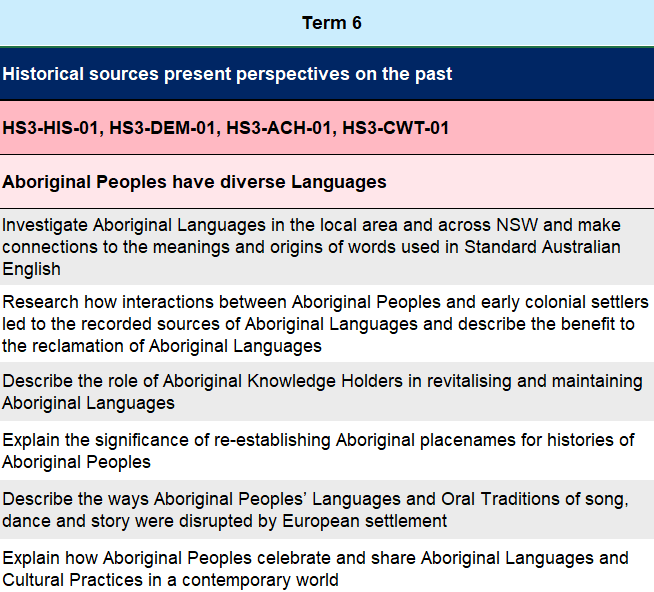 Term 6
Historical sources present perspectives on the past
HS3-HIS-01, HS3-DEM-01, HS3-ACH-01, HS3-CWT-01
Aboriginal Peoples have diverse Languages
Investigate Aboriginal Languages in the local area and across NSW and make
connections to the meanings and origins of words used in Standard Australian
English
Research how interactions between Aboriginal Peoples and early colonial settlers
led to the recorded sources of Aboriginal Languages and describe the benefit to
the reclamation of Aboriginal Languages
Describe the role of Aboriginal Knowledge Holders in revitalising and maintaining
Aboriginal Languages
Explain the significance of re-establishing Aboriginal placenames for histories of
Aboriginal Peoples
Describe the ways Aboriginal Peoples’ Languages and Oral Traditions of song,
dance and story were disrupted by European settlement
Explain how Aboriginal Peoples celebrate and share Aboriginal Languages and
Cultural Practices in a contemporary world